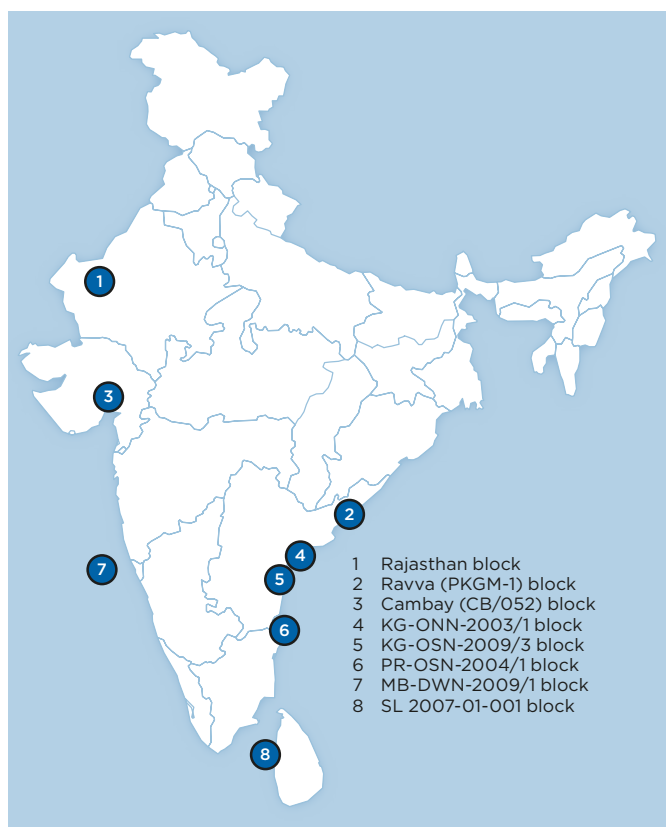 1
3
2
4
7
5
6
8
1 Rajasthan block
2 Ravva (PKGM-1) block
3 Cambay (CB/052) block
4 KG-ONN-2003/1 block
5 KG-OSN-2009/3 block
6 PR-OSN-2004/1 block
7 MB-DWN-2009/1 block
8 SL 2007-01-001 block